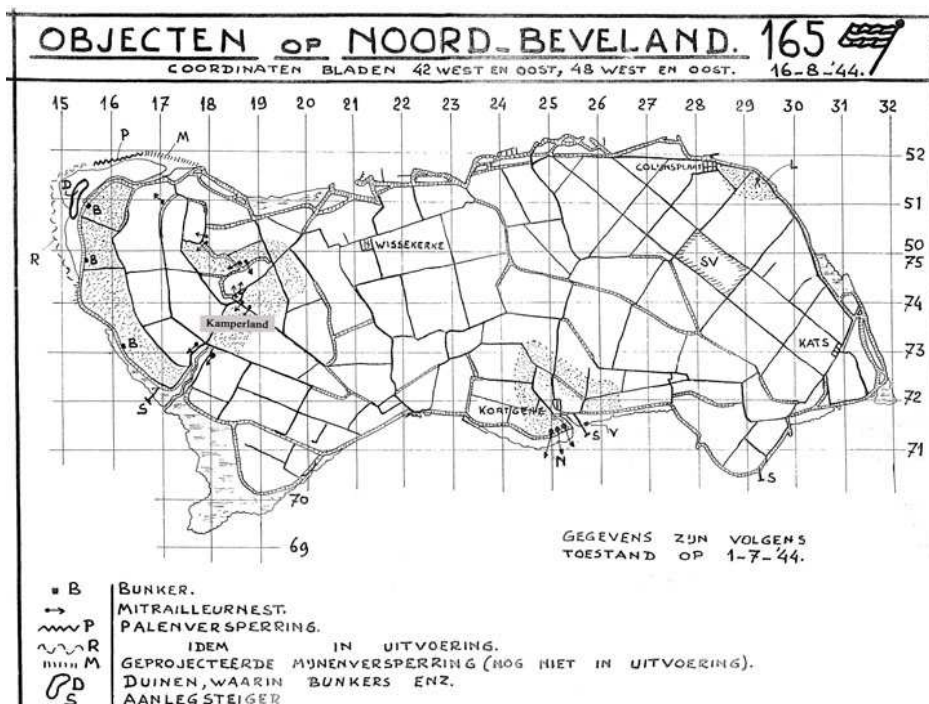 OBJECTEN OP NOORD-BEVELAND. 165
COORDINATEN BLADEN 42 WEST EN OOST, 48 WEST EN OOST. 16-8-'44.
15 16 17 18 19 20 21 22 23 24 25 26 27 28 29 30 31 32
P M
52
COLIJNSPLAAT L
D
B
51
R
WISSEKERKE
50
B
SV
75
74
Kamperland
B
KATS
73
S
KORTGENE
72
S V
N
71
S
70
69
GEGEVENS ZIJN VOLGENS
TOESTAND OP 1-7-'44.
B BUNKER.
MITRAILLEURNEST.
P PALENVERSPERRING.
R IDEM IN UITVOERING.
M GEPROJECTEERDE MIJNENVERSPERRING (NOG NIET IN UITVOERING).
D DUINEN, WAARIN BUNKERS ENZ.
S AANLEGSTEIGER